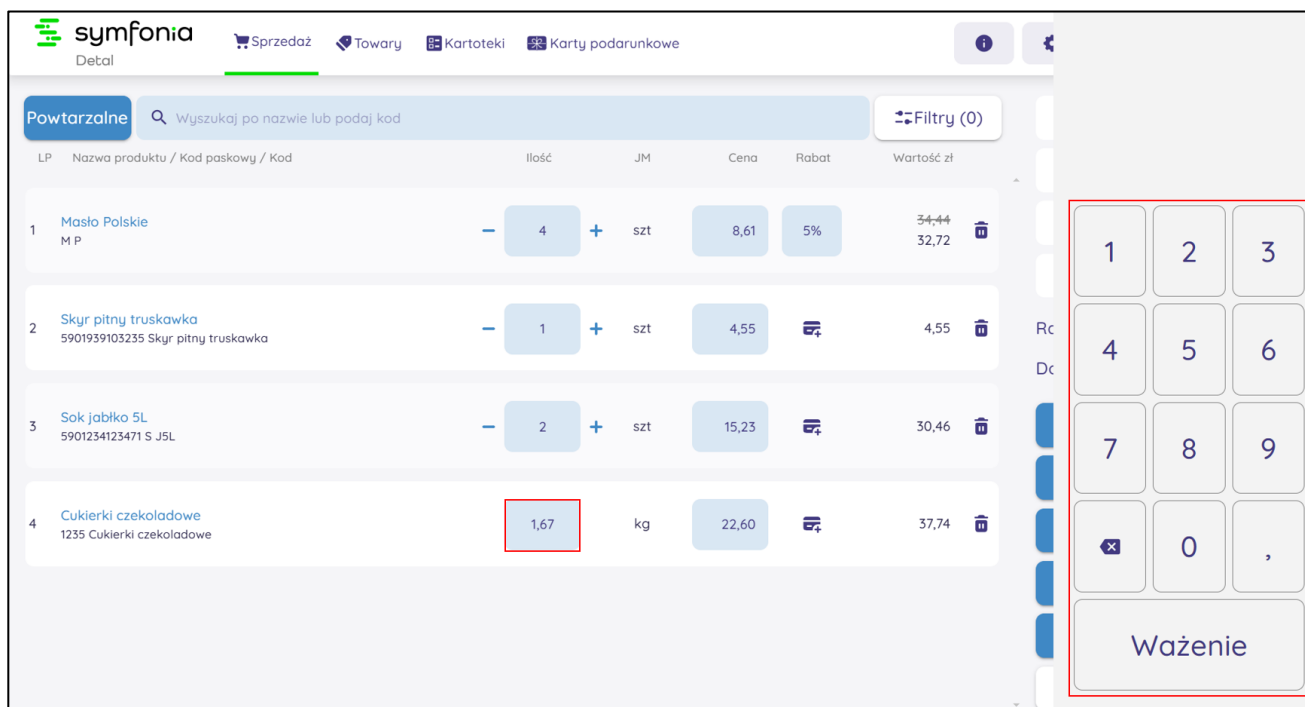 symfonia
Detal
Sprzedaż Towary Kartoteki Karty podarunkowe
Powtarzalne Wyszukaj po nazwie lub podaj kod Filtry (0)
LP Nazwa produktu / Kod paskowy / Kod Ilość JM Cena Rabat Wartość zł
1 Masło Polskie
M P
4 szt 8,61 5% 34,44
32,72
2 Skyr pitny truskawka
5901939103235 Skyr pitny truskawka
1 szt 4,55 4,55
3 Sok jabłko 5L
5901234123471 S J5L
2 szt 15,23 30,46
4 Cukierki czekoladowe
1235 Cukierki czekoladowe
1,67 kg 22,60 37,74
1 2 3
4 5 6
7 8 9
0 ,
Ważenie